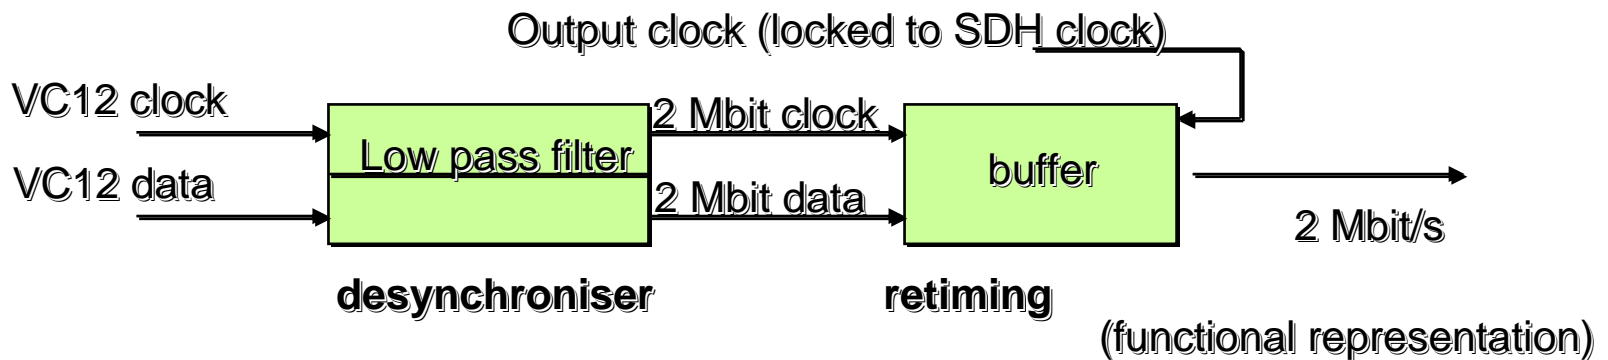 Output clock (locked to SDH clock)
VC12 clock
2 Mbit clock
Low pass filter
buffer
VC12 data
2 Mbit data
2 Mbit/s
desynchroniser
retiming
(functional representation)